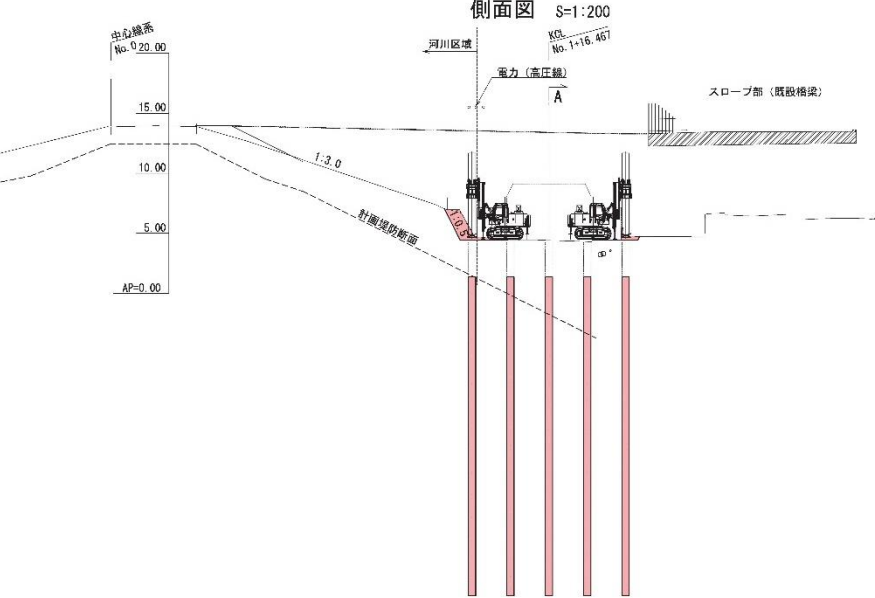 側面図 S=1:200
中心線系
No.0
20.00
河川区域
KCL
No.1+16.467
電力（高圧線）
A
スロープ部（既設橋梁）
15.00
1:3.0
10.00
1:0.5
計画堤防断面
5.00
AP=0.00